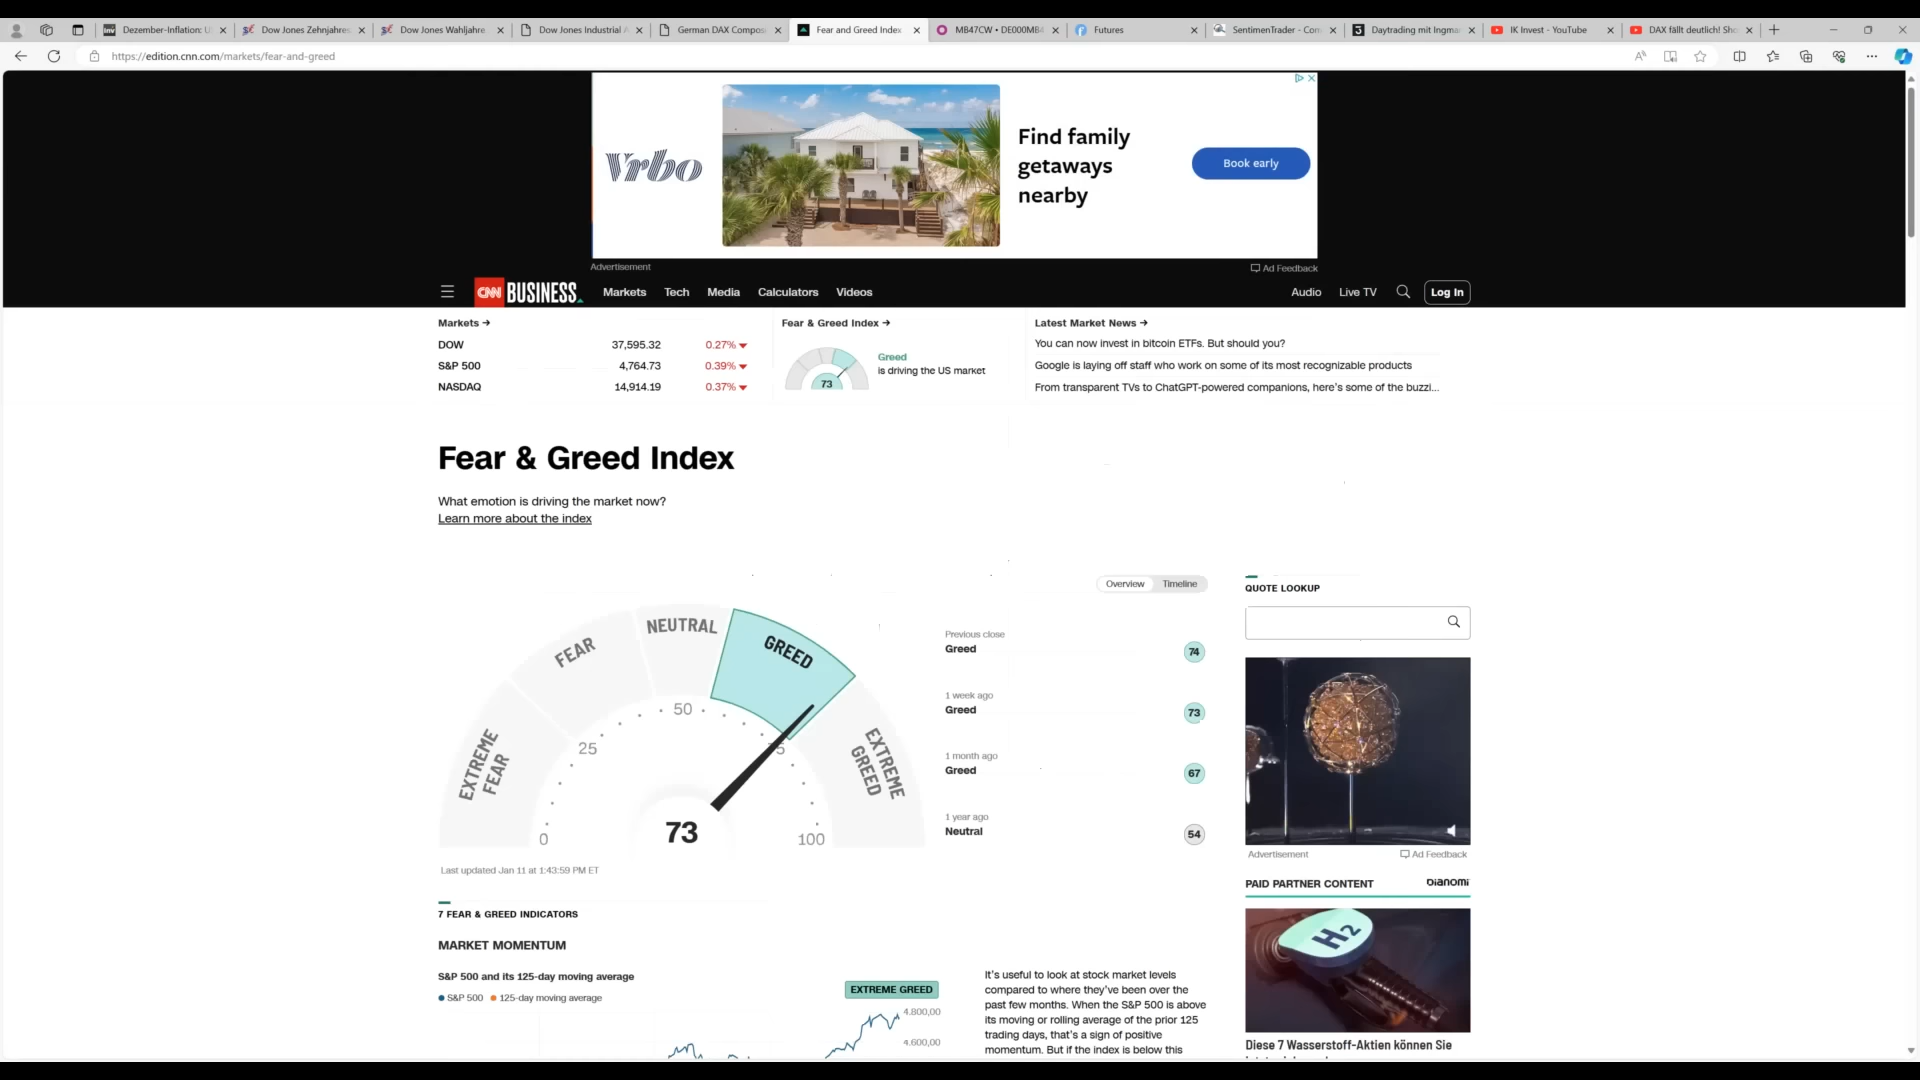 Dezember-Inflation: U
Dow Jones Zehnjahres
Dow Jones Wahljahre
Dow Jones Industrial A
German DAX Compos
Fear and Greed Index
MB47CW • DE000MB4
Futures
SentimenTrader - Con
Daytrading mit Ingmar
IK Invest - YouTube
DAX fällt deutlich! Sho
https://edition.cnn.com/markets/fear-and-greed
Vrbo
Find family
getaways
nearby
Book early
Advertisement
Ad Feedback
CNN BUSINESS
Markets
Tech
Media
Calculators
Videos
Audio
Live TV
Log In
Markets →
DOW 37,595.32 0.27%
S&P 500 4,764.73 0.39%
NASDAQ 14,914.19 0.37%
Fear & Greed Index →
Greed
is driving the US market
73
Latest Market News →
You can now invest in bitcoin ETFs. But should you?
Google is laying off staff who work on some of its most recognizable products
From transparent TVs to ChatGPT-powered companions, here's some of the buzzi...
Fear & Greed Index
What emotion is driving the market now?
Learn more about the index
Overview
Timeline
EXTREME
FEAR
FEAR
NEUTRAL
GREED
EXTREME
GREED
0
25
50
75
100
73
Last updated Jan 11 at 1:43:59 PM ET
Previous close
Greed
74
1 week ago
Greed
73
1 month ago
Greed
67
1 year ago
Neutral
54
QUOTE LOOKUP
Advertisement
Ad Feedback
PAID PARTNER CONTENT
H2
Diese 7 Wasserstoff-Aktien können Sie
7 FEAR & GREED INDICATORS
MARKET MOMENTUM
S&P 500 and its 125-day moving average
S&P 500
125-day moving average
EXTREME GREED
4.800,00
4.600,00
It's useful to look at stock market levels
compared to where they've been over the
past few months. When the S&P 500 is above
its moving or rolling average of the prior 125
trading days, that's a sign of positive
momentum. But if the index is below this